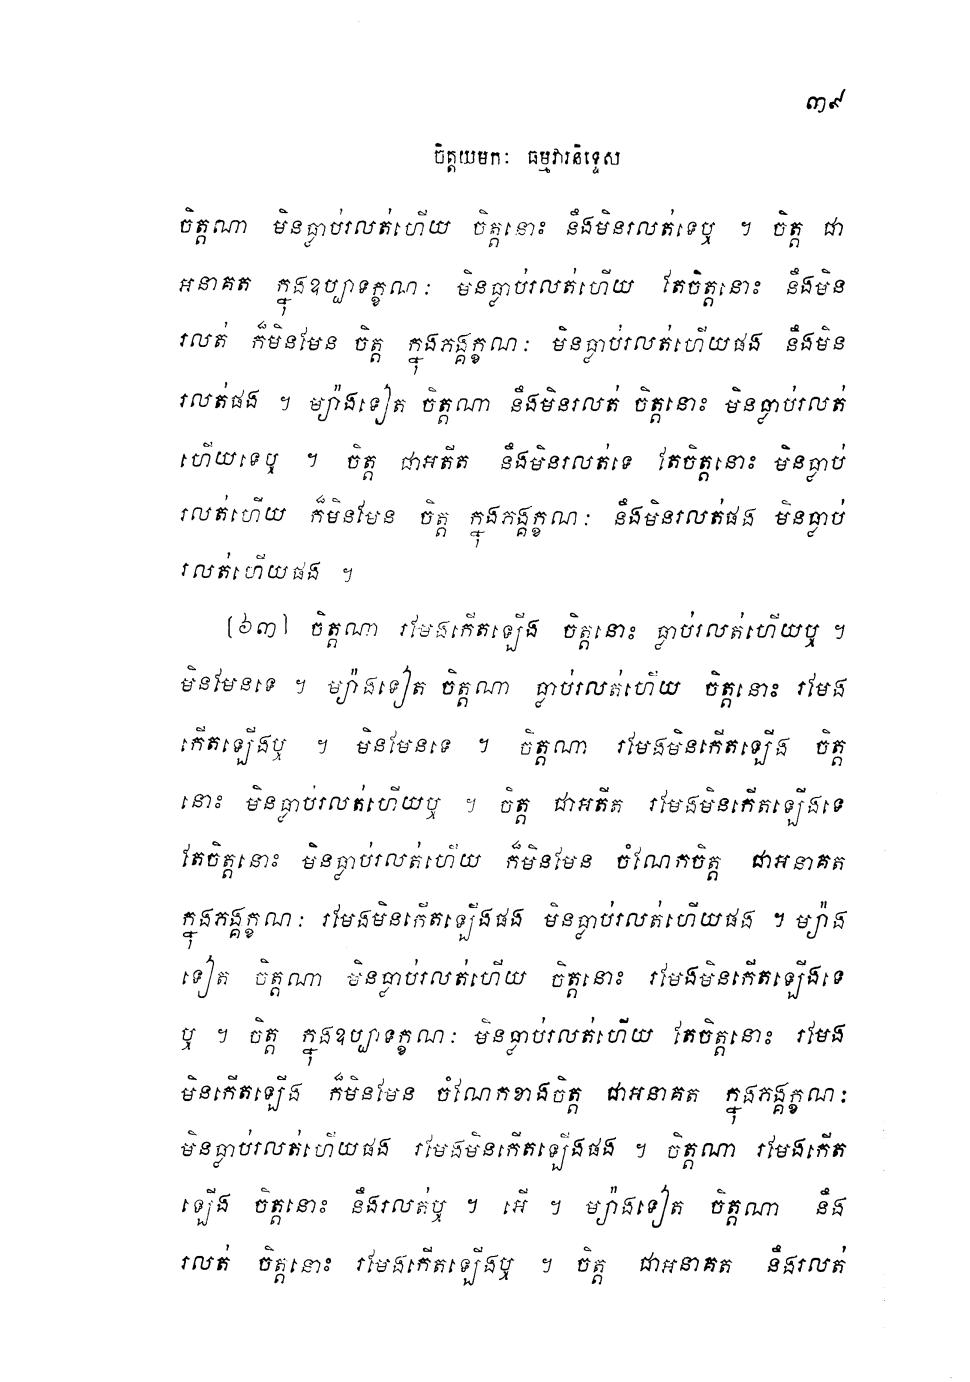 ៣៩
ចិត្តយមកៈ ធម្មវារនិទ្ទេស
ចិត្តណា មិនធ្លាប់រលត់ហើយ ចិត្តនោះ នឹងមិនរលត់ទេឬ ។ ចិត្ត ជា
អនាគត ក្នុងឧប្បាទក្ខណៈ មិនធ្លាប់រលត់ហើយ តែចិត្តនោះ នឹងមិន
រលត់ ក៏មិនមែន ចិត្ត ក្នុងភង្គក្ខណៈ មិនធ្លាប់រលត់ហើយផង នឹងមិន
រលត់ផង ។ ម្យ៉ាងទៀត ចិត្តណា នឹងមិនរលត់ ចិត្តនោះ មិនធ្លាប់រលត់
ហើយទេឬ ។ ចិត្ត ជាអតីត នឹងមិនរលត់ទេ តែចិត្តនោះ មិនធ្លាប់
រលត់ហើយ ក៏មិនមែន ចិត្ត ក្នុងភង្គក្ខណៈ នឹងមិនរលត់ផង មិនធ្លាប់
រលត់ហើយផង ។
[៦៣] ចិត្តណា រមែងកើតឡើង ចិត្តនោះ ធ្លាប់រលត់ហើយឬ ។
មិនមែនទេ ។ ម្យ៉ាងទៀត ចិត្តណា ធ្លាប់រលត់ហើយ ចិត្តនោះ រមែង
កើតឡើងឬ ។ មិនមែនទេ ។ ចិត្តណា រមែងមិនកើតឡើង ចិត្ត
នោះ មិនធ្លាប់រលត់ហើយឬ ។ ចិត្ត ជាអតីត រមែងមិនកើតឡើងទេ
តែចិត្តនោះ មិនធ្លាប់រលត់ហើយ ក៏មិនមែន ចំណែកចិត្ត ជាអនាគត
ក្នុងភង្គក្ខណៈ រមែងមិនកើតឡើងផង មិនធ្លាប់រលត់ហើយផង ។ ម្យ៉ាង
ទៀត ចិត្តណា មិនធ្លាប់រលត់ហើយ ចិត្តនោះ រមែងមិនកើតឡើងទេ
ឬ ។ ចិត្ត ក្នុងឧប្បាទក្ខណៈ មិនធ្លាប់រលត់ហើយ តែចិត្តនោះ រមែង
មិនកើតឡើង ក៏មិនមែន ចំណែកខាងចិត្ត ជាអនាគត ក្នុងភង្គក្ខណៈ
មិនធ្លាប់រលត់ហើយផង រមែងមិនកើតឡើងផង ។ ចិត្តណា រមែងកើត
ឡើង ចិត្តនោះ នឹងរលត់ឬ ។ អើ ។ ម្យ៉ាងទៀត ចិត្តណា នឹង
រលត់ ចិត្តនោះ រមែងកើតឡើងឬ ។ ចិត្ត ជាអនាគត នឹងរលត់